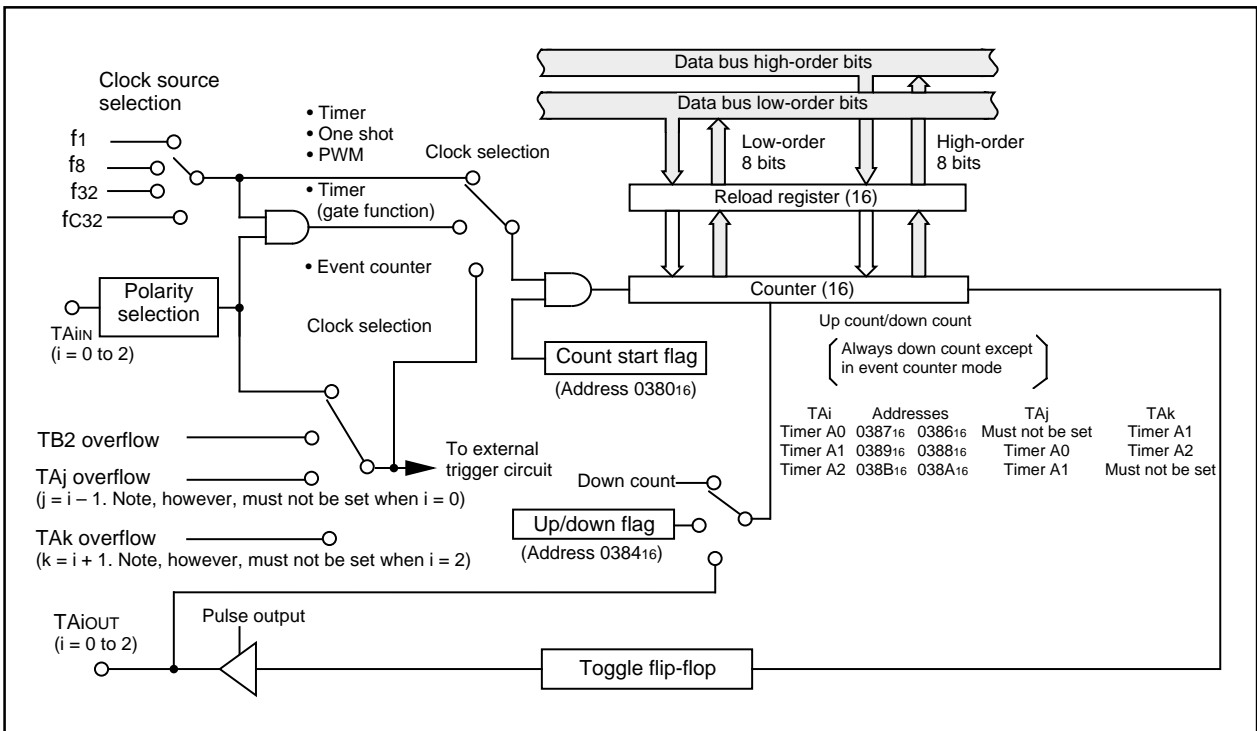 Clock source
selection
f1
f8
f32
fC32
• Timer
• One shot
• PWM
• Timer
(gate function)
• Event counter
Clock selection
Clock selection
Data bus high-order bits
Data bus low-order bits
Low-order
8 bits
High-order
8 bits
Reload register (16)
Counter (16)
Polarity
selection
TAiIN
(i = 0 to 2)
Count start flag
(Address 038016)
Up count/down count
Always down count except
in event counter mode
TAi Addresses TAj TAk
Timer A0 038716 038616 Must not be set Timer A1
Timer A1 038916 038816 Timer A0 Timer A2
Timer A2 038B16 038A16 Timer A1 Must not be set
TB2 overflow
TAj overflow
(j = i – 1. Note, however, must not be set when i = 0)
TAk overflow
(k = i + 1. Note, however, must not be set when i = 2)
To external
trigger circuit
Down count
Up/down flag
(Address 038416)
TAiOUT
(i = 0 to 2)
Pulse output
Toggle flip-flop